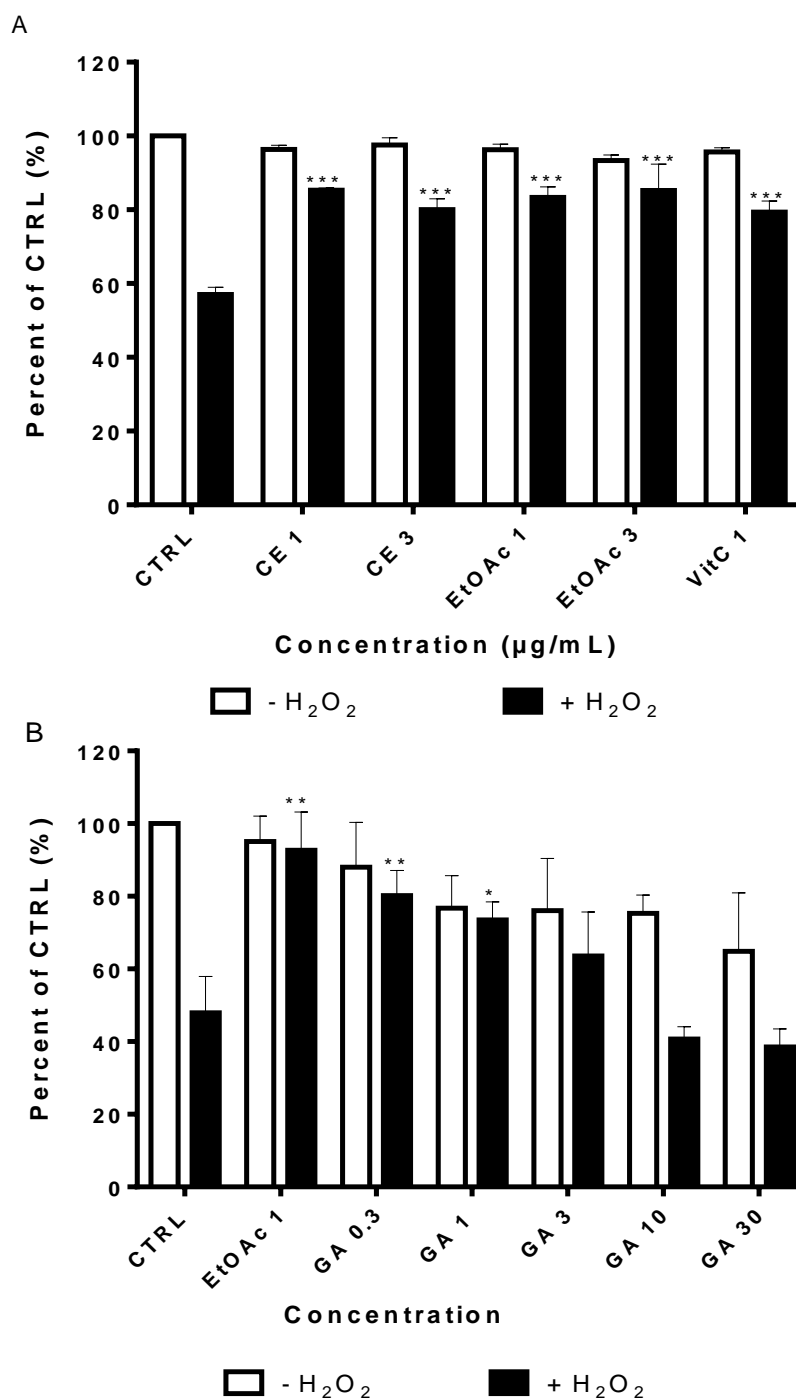 A
Percent of CTRL (%)
120
100
80
60
40
20
0
***
***
***
***
***
CTRL
CE 1
CE 3
EtOAc 1
EtOAc 3
VitC 1
Concentration (µg/mL)
- H₂O₂
+ H₂O₂
B
Percent of CTRL (%)
120
100
80
60
40
20
0
**
**
*
CTRL
EtOAc 1
GA 0.3
GA 1
GA 3
GA 10
GA 30
Concentration
- H₂O₂
+ H₂O₂